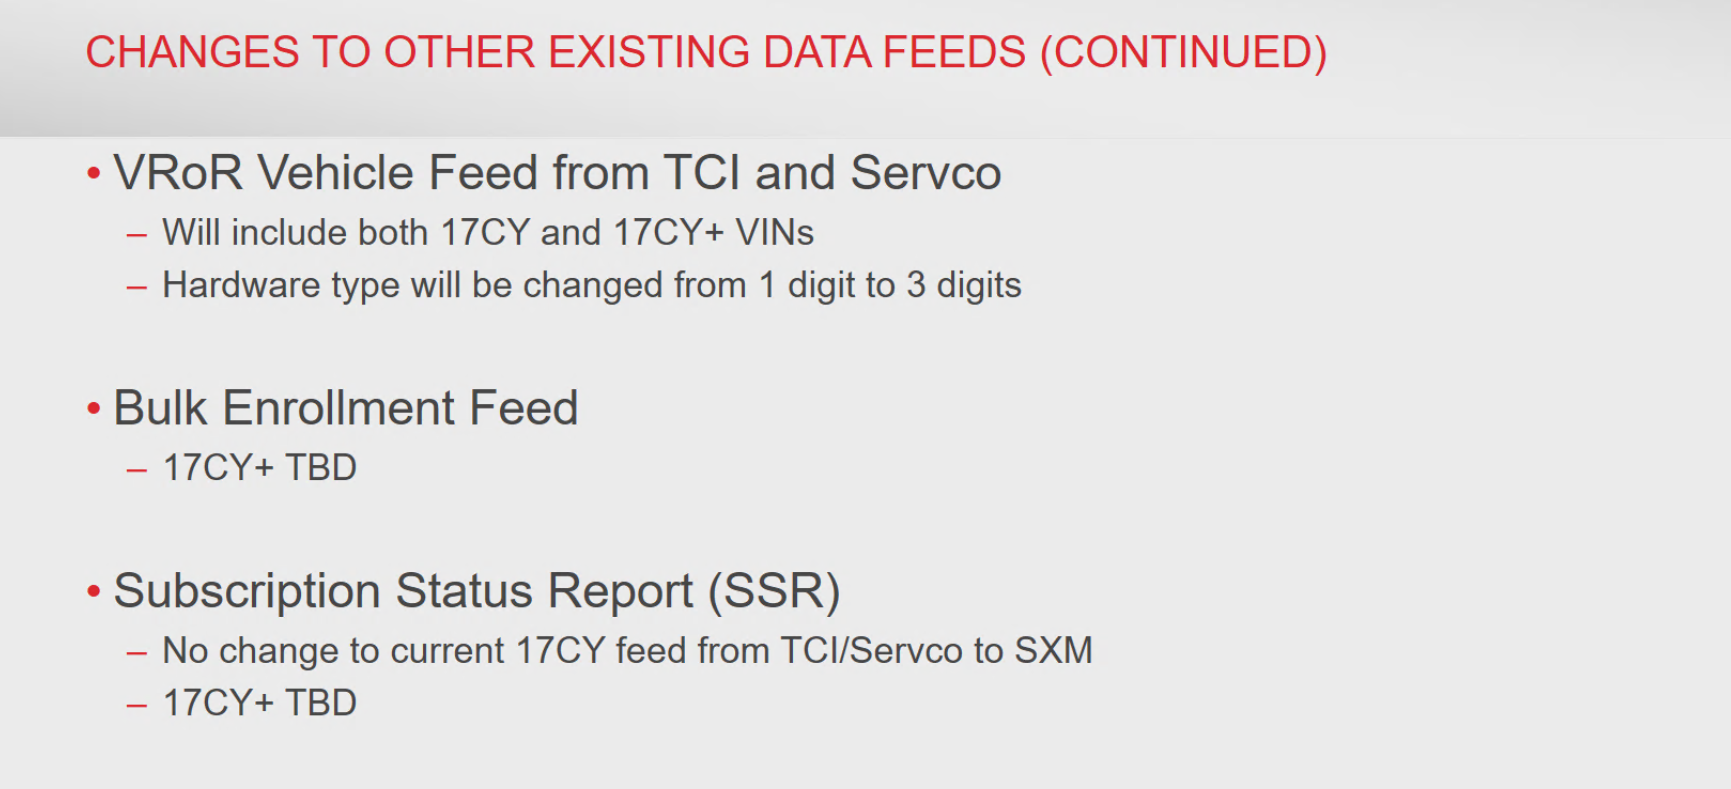 CHANGES TO OTHER EXISTING DATA FEEDS (CONTINUED)
• VRoR Vehicle Feed from TCI and Servco
– Will include both 17CY and 17CY+ VINs
– Hardware type will be changed from 1 digit to 3 digits
• Bulk Enrollment Feed
– 17CY+ TBD
• Subscription Status Report (SSR)
– No change to current 17CY feed from TCI/Servco to SXM
– 17CY+ TBD